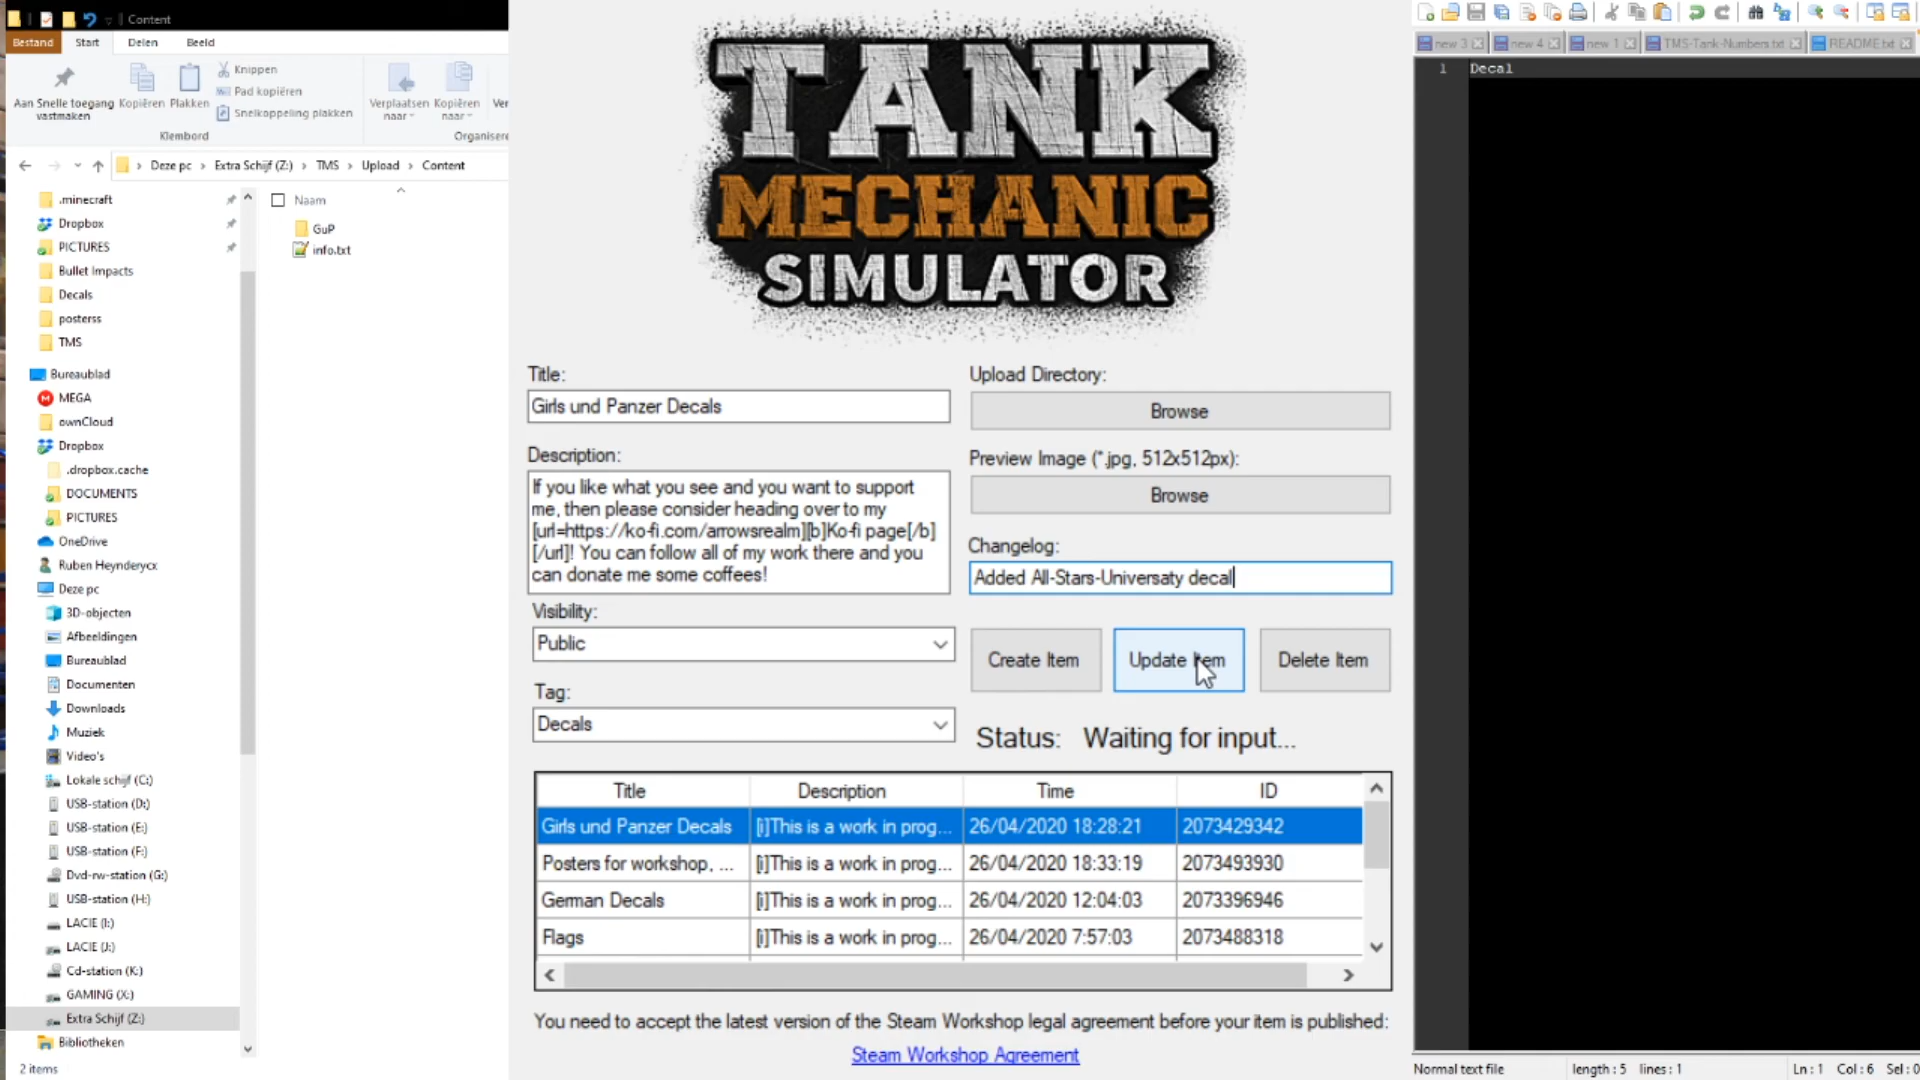 Content
Bestand
Start
Delen
Beeld
Aan Snelle toegang
vastmaken
Kopiëren
Plakken
Knippen
Pad kopiëren
Snelkoppeling plakken
Klembord
Verplaatsen
naar
Kopiëren
naar
Ver
Organisere
Deze pc › Extra Schijf (Z:) › TMS › Upload › Content
.minecraft
Dropbox
PICTURES
Bullet Impacts
Decals
posterss
TMS
Bureaublad
MEGA
ownCloud
Dropbox
.dropbox.cache
DOCUMENTS
PICTURES
OneDrive
Ruben Heynderycx
Deze pc
3D-objecten
Afbeeldingen
Bureaublad
Documenten
Downloads
Muziek
Video's
Lokale schijf (C:)
USB-station (D:)
USB-station (E:)
USB-station (F:)
Dvd-rw-station (G:)
USB-station (H:)
LACIE (I:)
LACIE (J:)
Cd-station (K:)
GAMING (X:)
Extra Schijf (Z:)
Bibliotheken
2 items
Naam
GuP
info.txt
TANK
MECHANIC
SIMULATOR
Title:
Girls und Panzer Decals
Description:
If you like what you see and you want to support
me, then please consider heading over to my
[url=https://ko-fi.com/arrowsrealm][b]Ko-fi page[/b]
[/url]! You can follow all of my work there and you
can donate me some coffees!
Visibility:
Public
Tag:
Decals
Upload Directory:
Browse
Preview Image (*.jpg, 512x512px):
Browse
Changelog:
Added All-Stars-Universaty decal
Create Item
Update Item
Delete Item
Status: Waiting for input...
Title Description Time ID
Girls und Panzer Decals [i]This is a work in prog... 26/04/2020 18:28:21 2073429342
Posters for workshop, ... [i]This is a work in prog... 26/04/2020 18:33:19 2073493930
German Decals [i]This is a work in prog... 26/04/2020 12:04:03 2073396946
Flags [i]This is a work in prog... 26/04/2020 7:57:03 2073488318
You need to accept the latest version of the Steam Workshop legal agreement before your item is published:
Steam Workshop Agreement
new 3
new 4
new 1
TMS-Tank-Numbers.txt
README.txt
1 Decal
Normal text file
length : 5 lines : 1
Ln : 1 Col : 6 Sel : 0